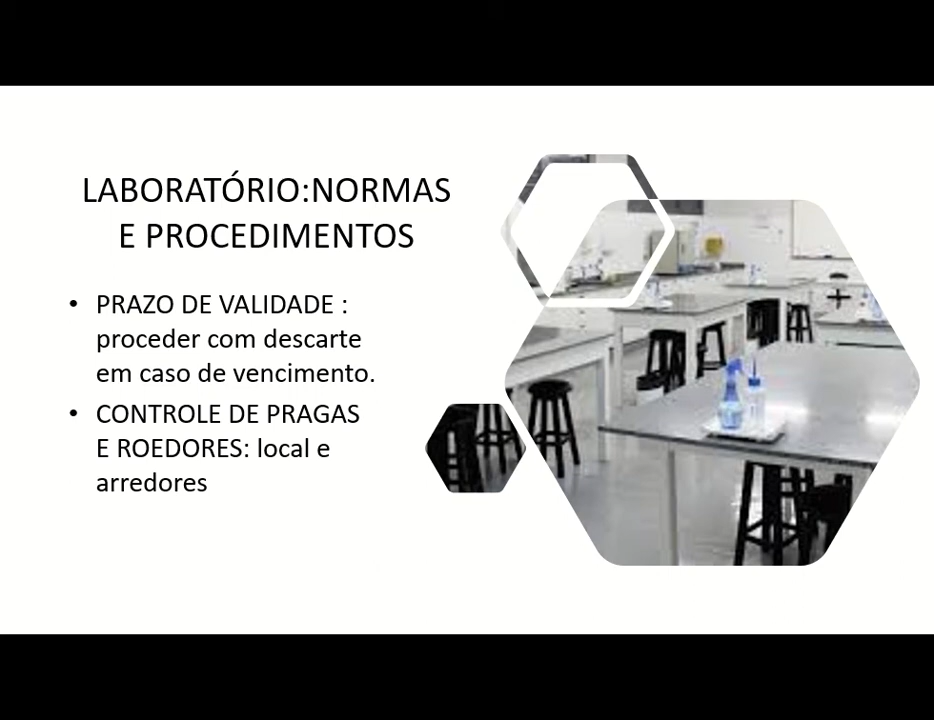 LABORATÓRIO:NORMAS
E PROCEDIMENTOS
• PRAZO DE VALIDADE :
proceder com descarte
em caso de vencimento.
• CONTROLE DE PRAGAS
E ROEDORES: local e
arredores